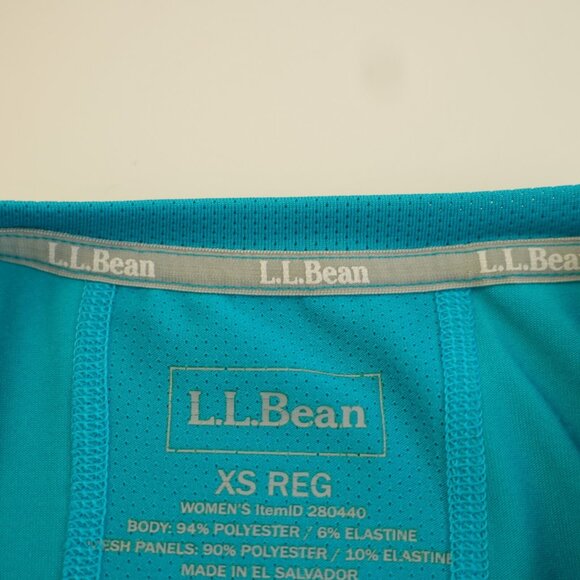 L.L.Bean L.L.Bean L.L.Bean
L.L.Bean
XS REG
WOMEN'S ItemID 280440
BODY: 94% POLYESTER / 6% ELASTINE
MESH PANELS: 90% POLYESTER / 10% ELASTINE
MADE IN EL SALVADOR